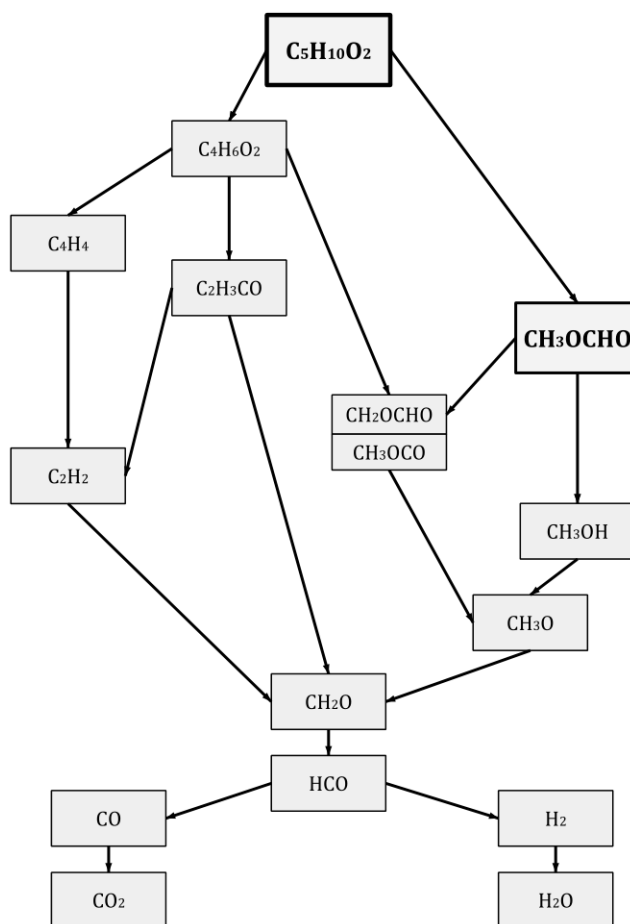 C₅H₁₀O₂
C₄H₆O₂
C₄H₄
C₂H₃CO
CH₃OCHO
CH₂OCHO
CH₃OCO
C₂H₂
CH₃OH
CH₃O
CH₂O
HCO
CO
H₂
CO₂
H₂O